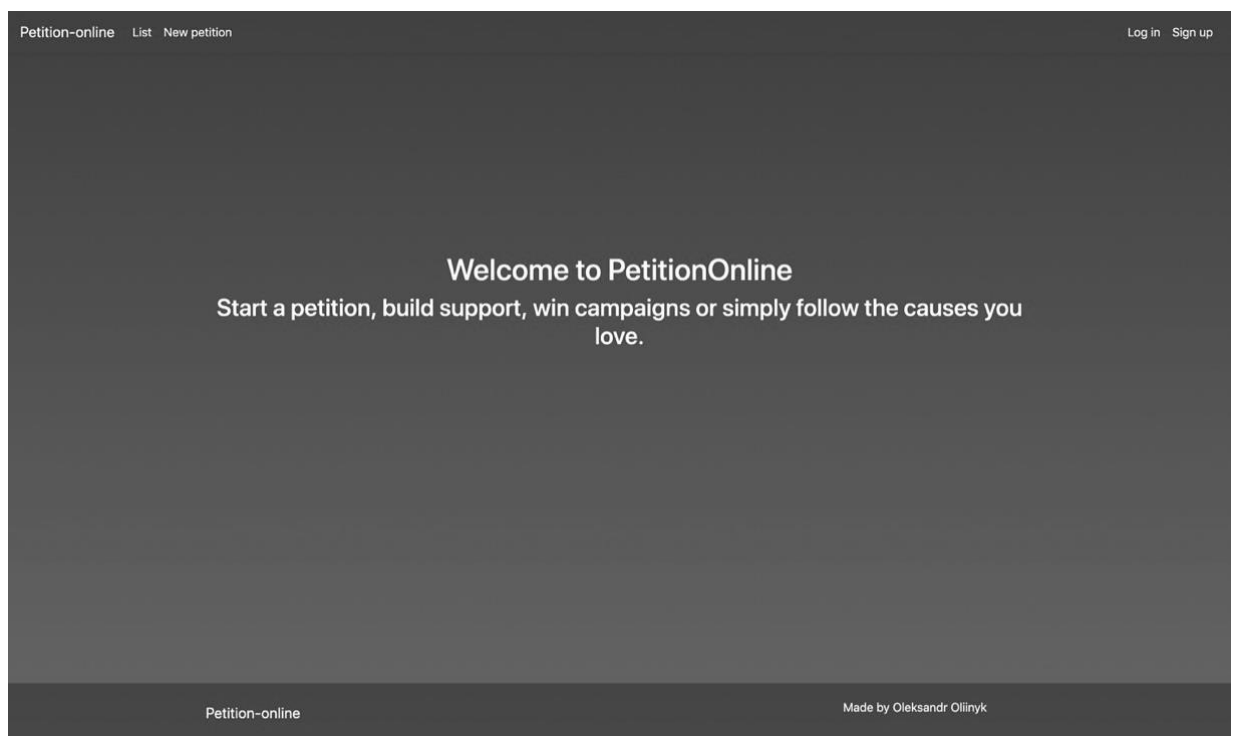 Petition-online List New petition Log in Sign up
Welcome to PetitionOnline
Start a petition, build support, win campaigns or simply follow the causes you
love.
Petition-online Made by Oleksandr Oliinyk